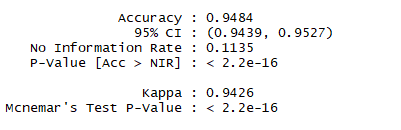 Accuracy : 0.9484
95% CI : (0.9439, 0.9527)
No Information Rate : 0.1135
P-Value [Acc > NIR] : < 2.2e-16
Kappa : 0.9426
Mcnemar's Test P-Value : < 2.2e-16